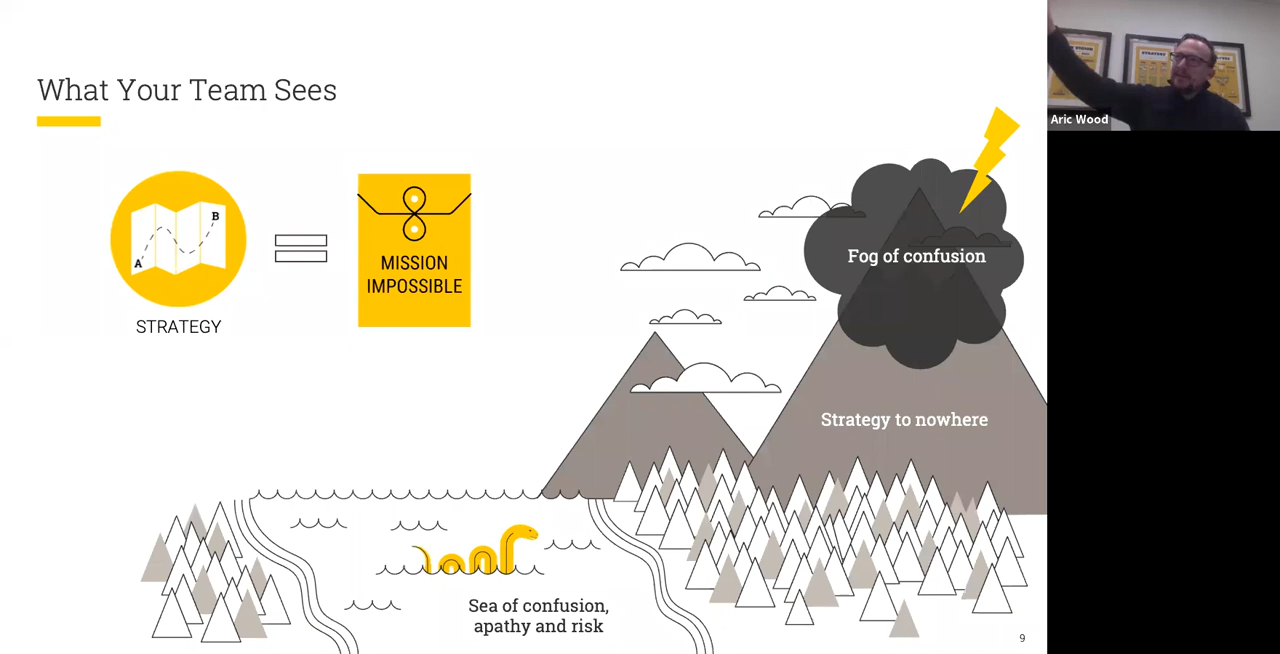 What Your Team Sees
A
B
STRATEGY
MISSION
IMPOSSIBLE
Fog of confusion
Strategy to nowhere
Sea of confusion,
apathy and risk
9
Aric Wood